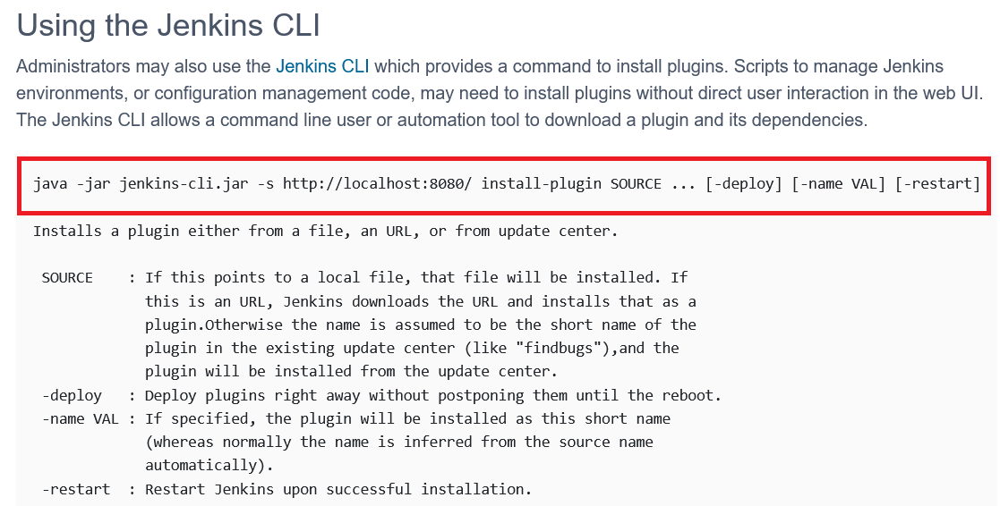 Using the Jenkins CLI
Administrators may also use the Jenkins CLI which provides a command to install plugins. Scripts to manage Jenkins
environments, or configuration management code, may need to install plugins without direct user interaction in the web UI.
The Jenkins CLI allows a command line user or automation tool to download a plugin and its dependencies.
java -jar jenkins-cli.jar -s http://localhost:8080/ install-plugin SOURCE ... [-deploy] [-name VAL] [-restart]
Installs a plugin either from a file, an URL, or from update center.
SOURCE    : If this points to a local file, that file will be installed. If
this is an URL, Jenkins downloads the URL and installs that as a
plugin.Otherwise the name is assumed to be the short name of the
plugin in the existing update center (like "findbugs"),and the
plugin will be installed from the update center.
-deploy   : Deploy plugins right away without postponing them until the reboot.
-name VAL : If specified, the plugin will be installed as this short name
(whereas normally the name is inferred from the source name
automatically).
-restart  : Restart Jenkins upon successful installation.